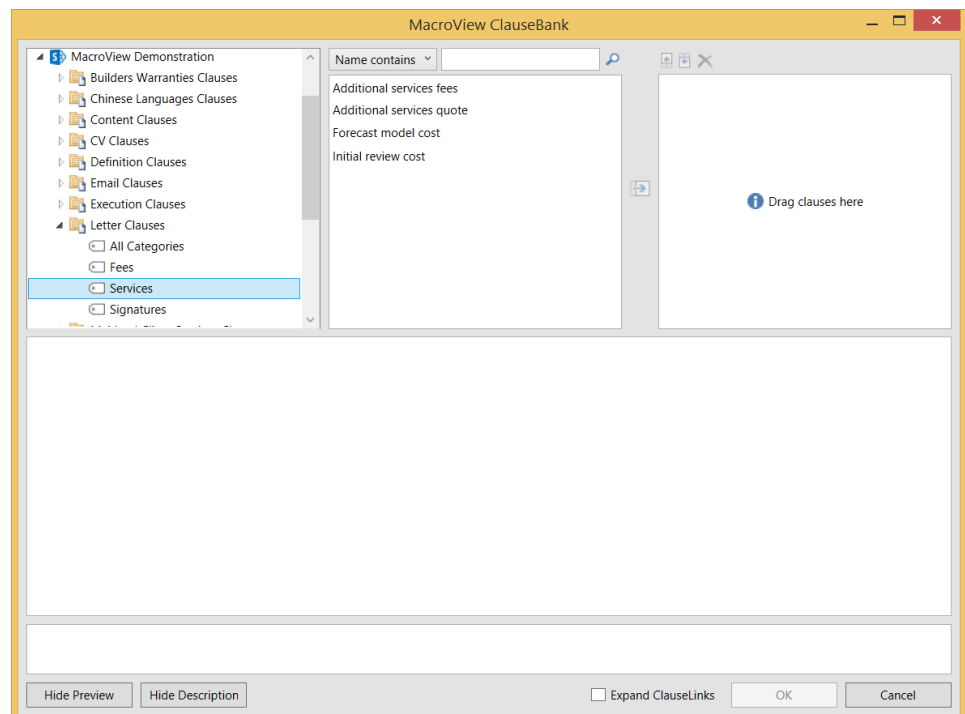 MacroView ClauseBank
MacroView Demonstration
Builders Warranties Clauses
Chinese Languages Clauses
Content Clauses
CV Clauses
Definition Clauses
Email Clauses
Execution Clauses
Letter Clauses
All Categories
Fees
Services
Signatures
Name contains
Additional services fees
Additional services quote
Forecast model cost
Initial review cost
Drag clauses here
Hide Preview
Hide Description
Expand ClauseLinks
OK
Cancel